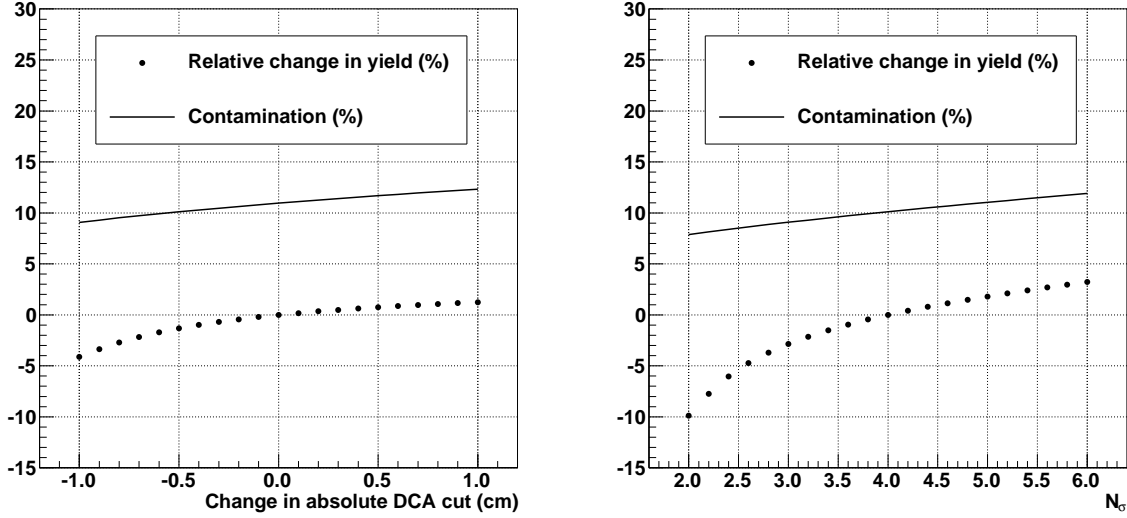 30
25
20
15
10
5
0
-5
-10
-15
Relative change in yield (%)
Contamination (%)
-1.0 -0.5 0.0 0.5 1.0
Change in absolute DCA cut (cm)
30
25
20
15
10
5
0
-5
-10
-15
Relative change in yield (%)
Contamination (%)
2.0 2.5 3.0 3.5 4.0 4.5 5.0 5.5 6.0
Nσ